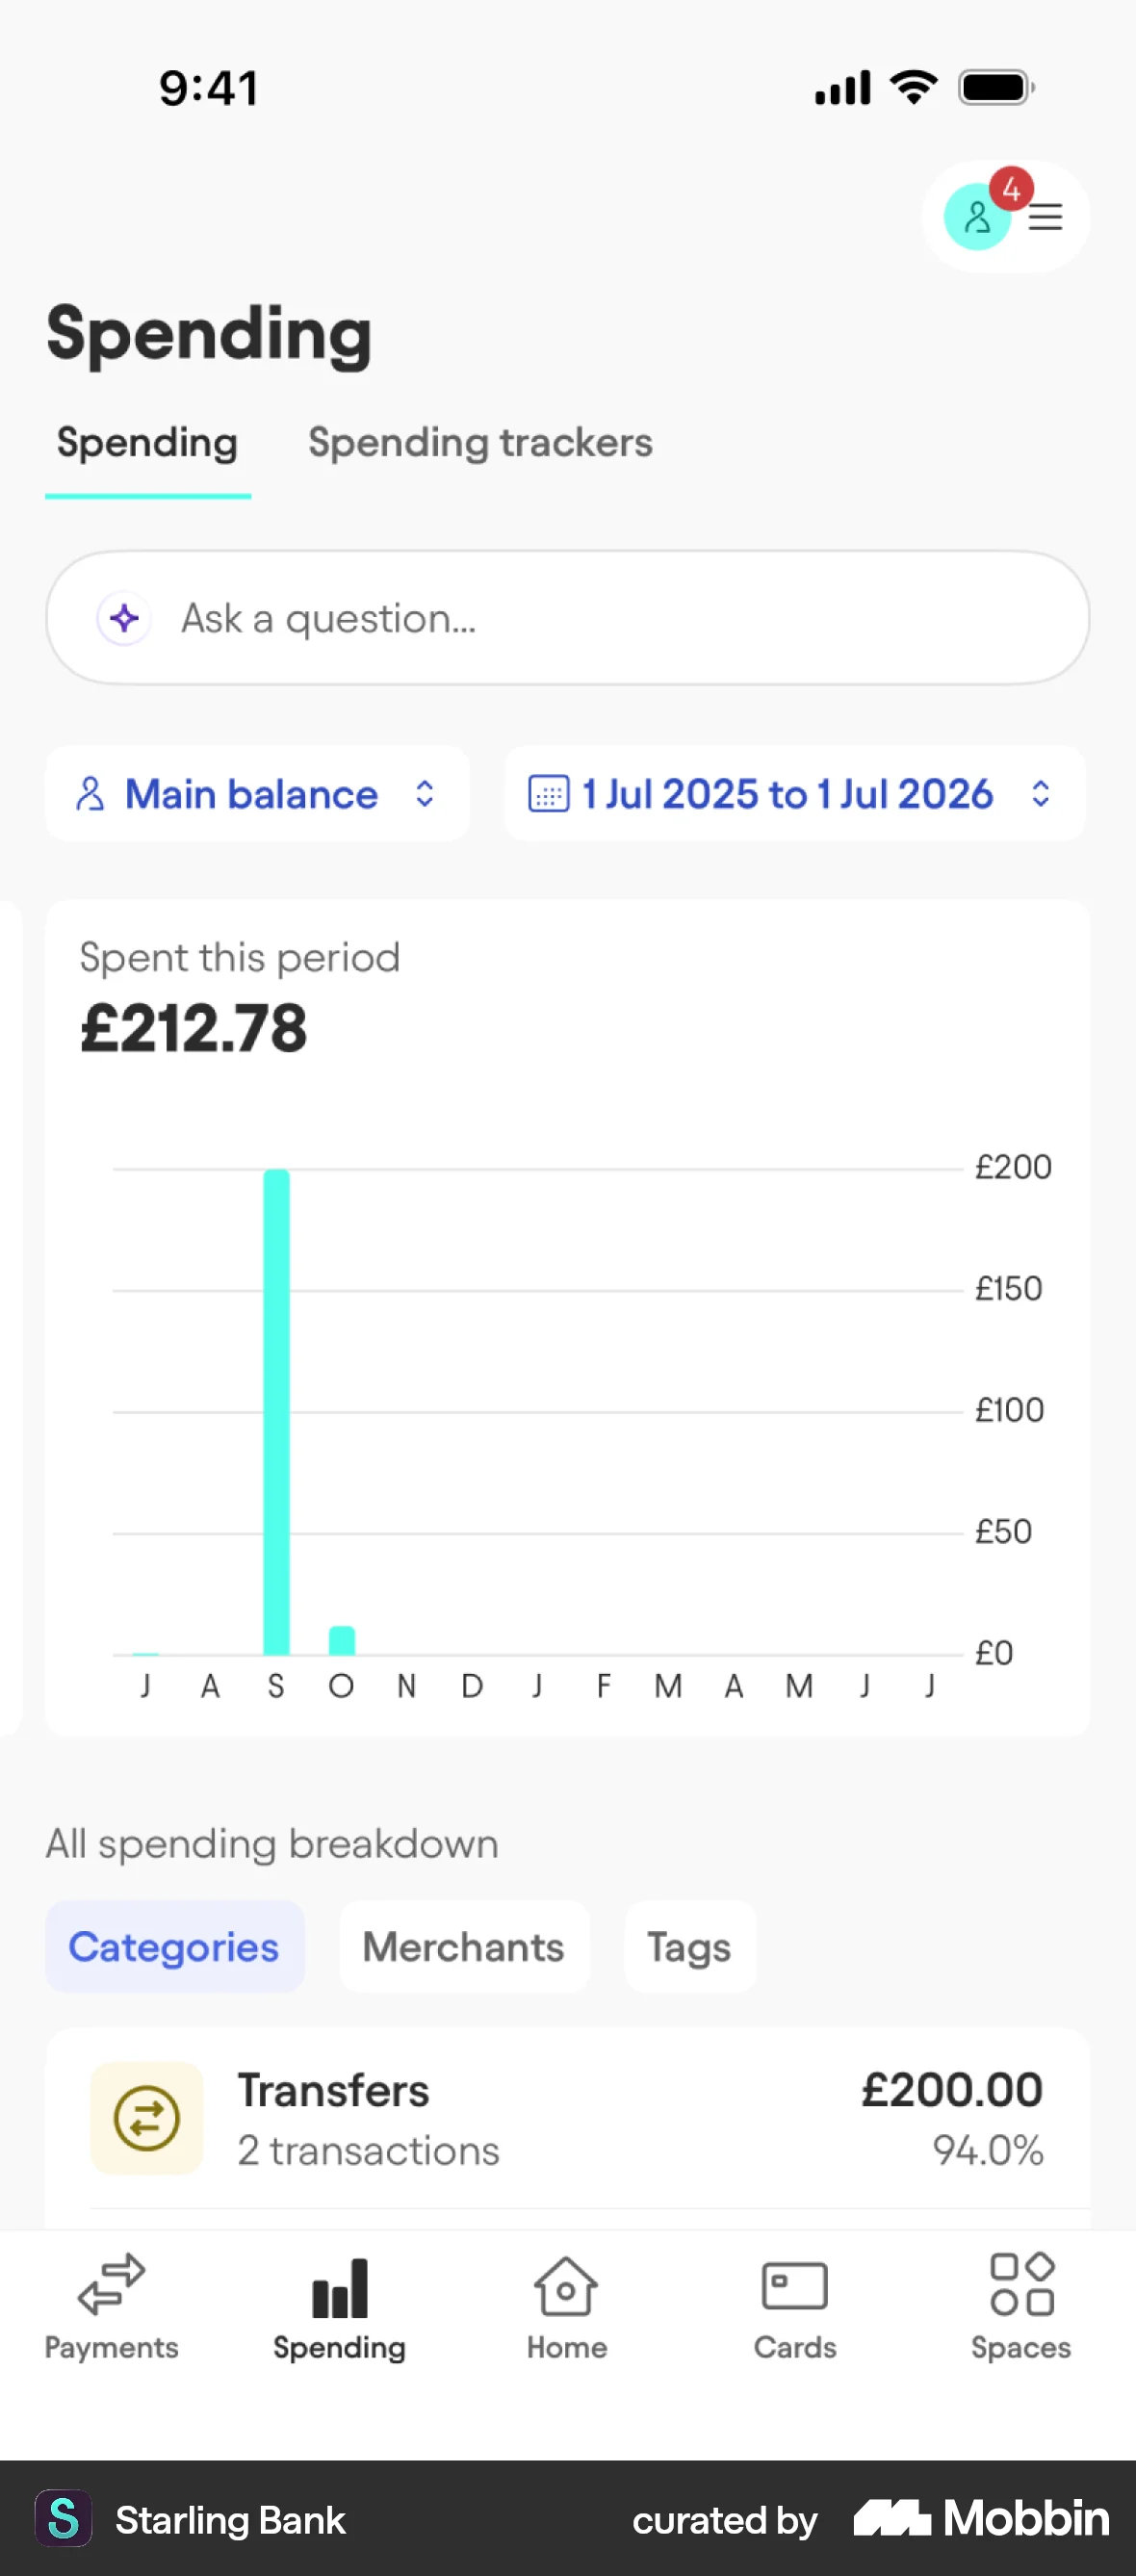 9:41
4
Spending
Spending Spending trackers
Ask a question...
Main balance 1 Jul 2025 to 1 Jul 2026
Spent this period
£212.78
£200
£150
£100
£50
£0
J A S O N D J F M A M J J
All spending breakdown
Categories Merchants Tags
Transfers £200.00
2 transactions 94.0%
Payments Spending Home Cards Spaces
S Starling Bank curated by Mobbin